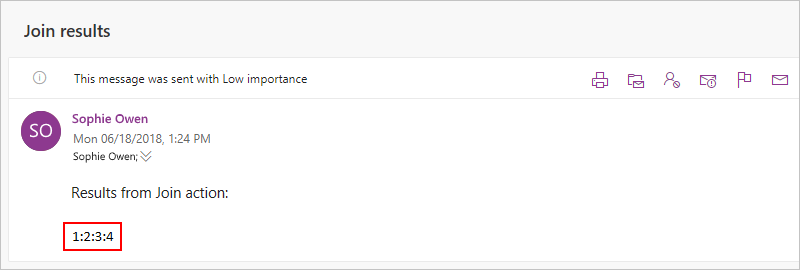 Join results
This message was sent with Low importance
SO
Sophie Owen
Mon 06/18/2018, 1:24 PM
Sophie Owen;
Results from Join action:
1:2:3:4